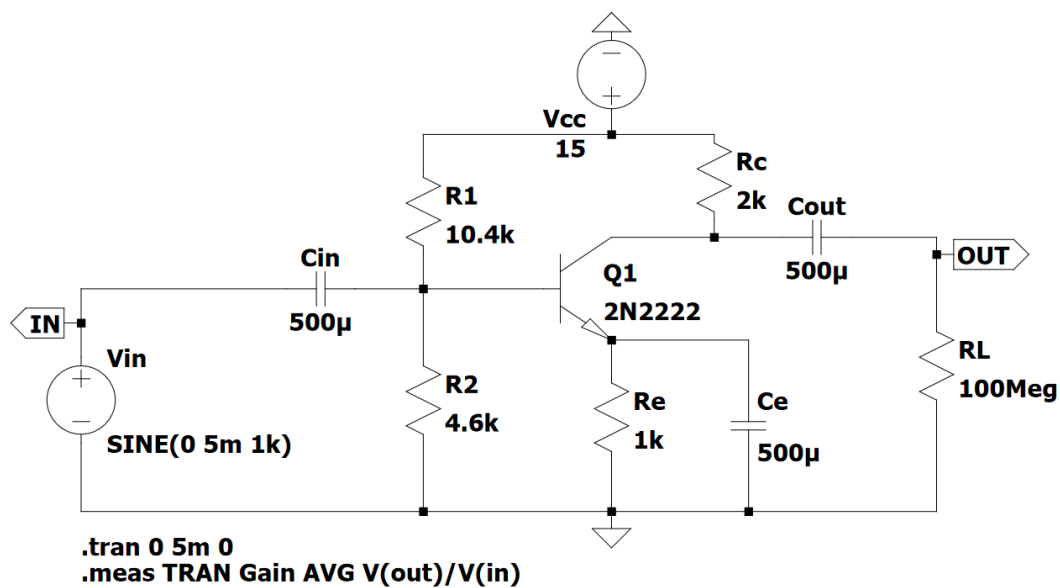 Vcc
15
Rc
2k
R1
10.4k
Cout
500µ
OUT
Cin
500µ
Q1
2N2222
IN
Vin
SINE(0 5m 1k)
R2
4.6k
Re
1k
Ce
500µ
RL
100Meg
.tran 0 5m 0
.meas TRAN Gain AVG V(out)/V(in)